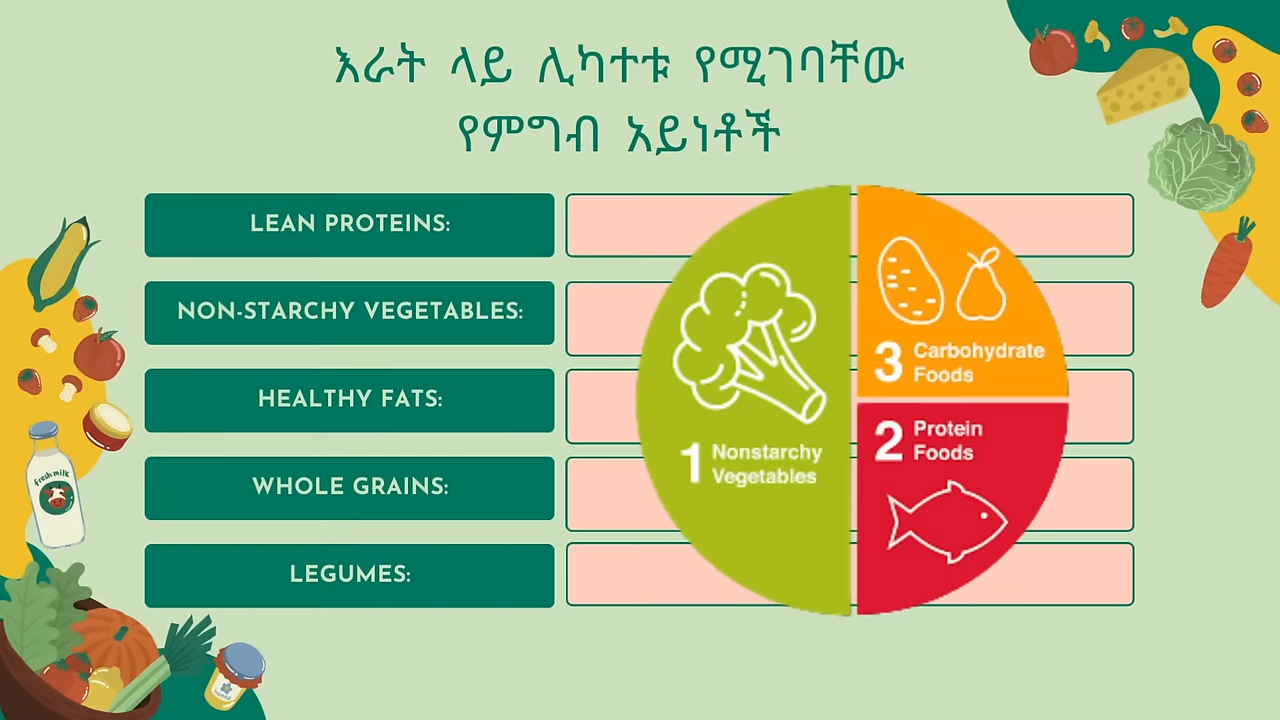 እራት ላይ ሊካተቱ የሚገባቸው
የምግብ አይነቶች
LEAN PROTEINS:
NON-STARCHY VEGETABLES:
HEALTHY FATS:
WHOLE GRAINS:
LEGUMES:
1 Nonstarchy
Vegetables
3 Carbohydrate
Foods
2 Protein
Foods
fresh milk